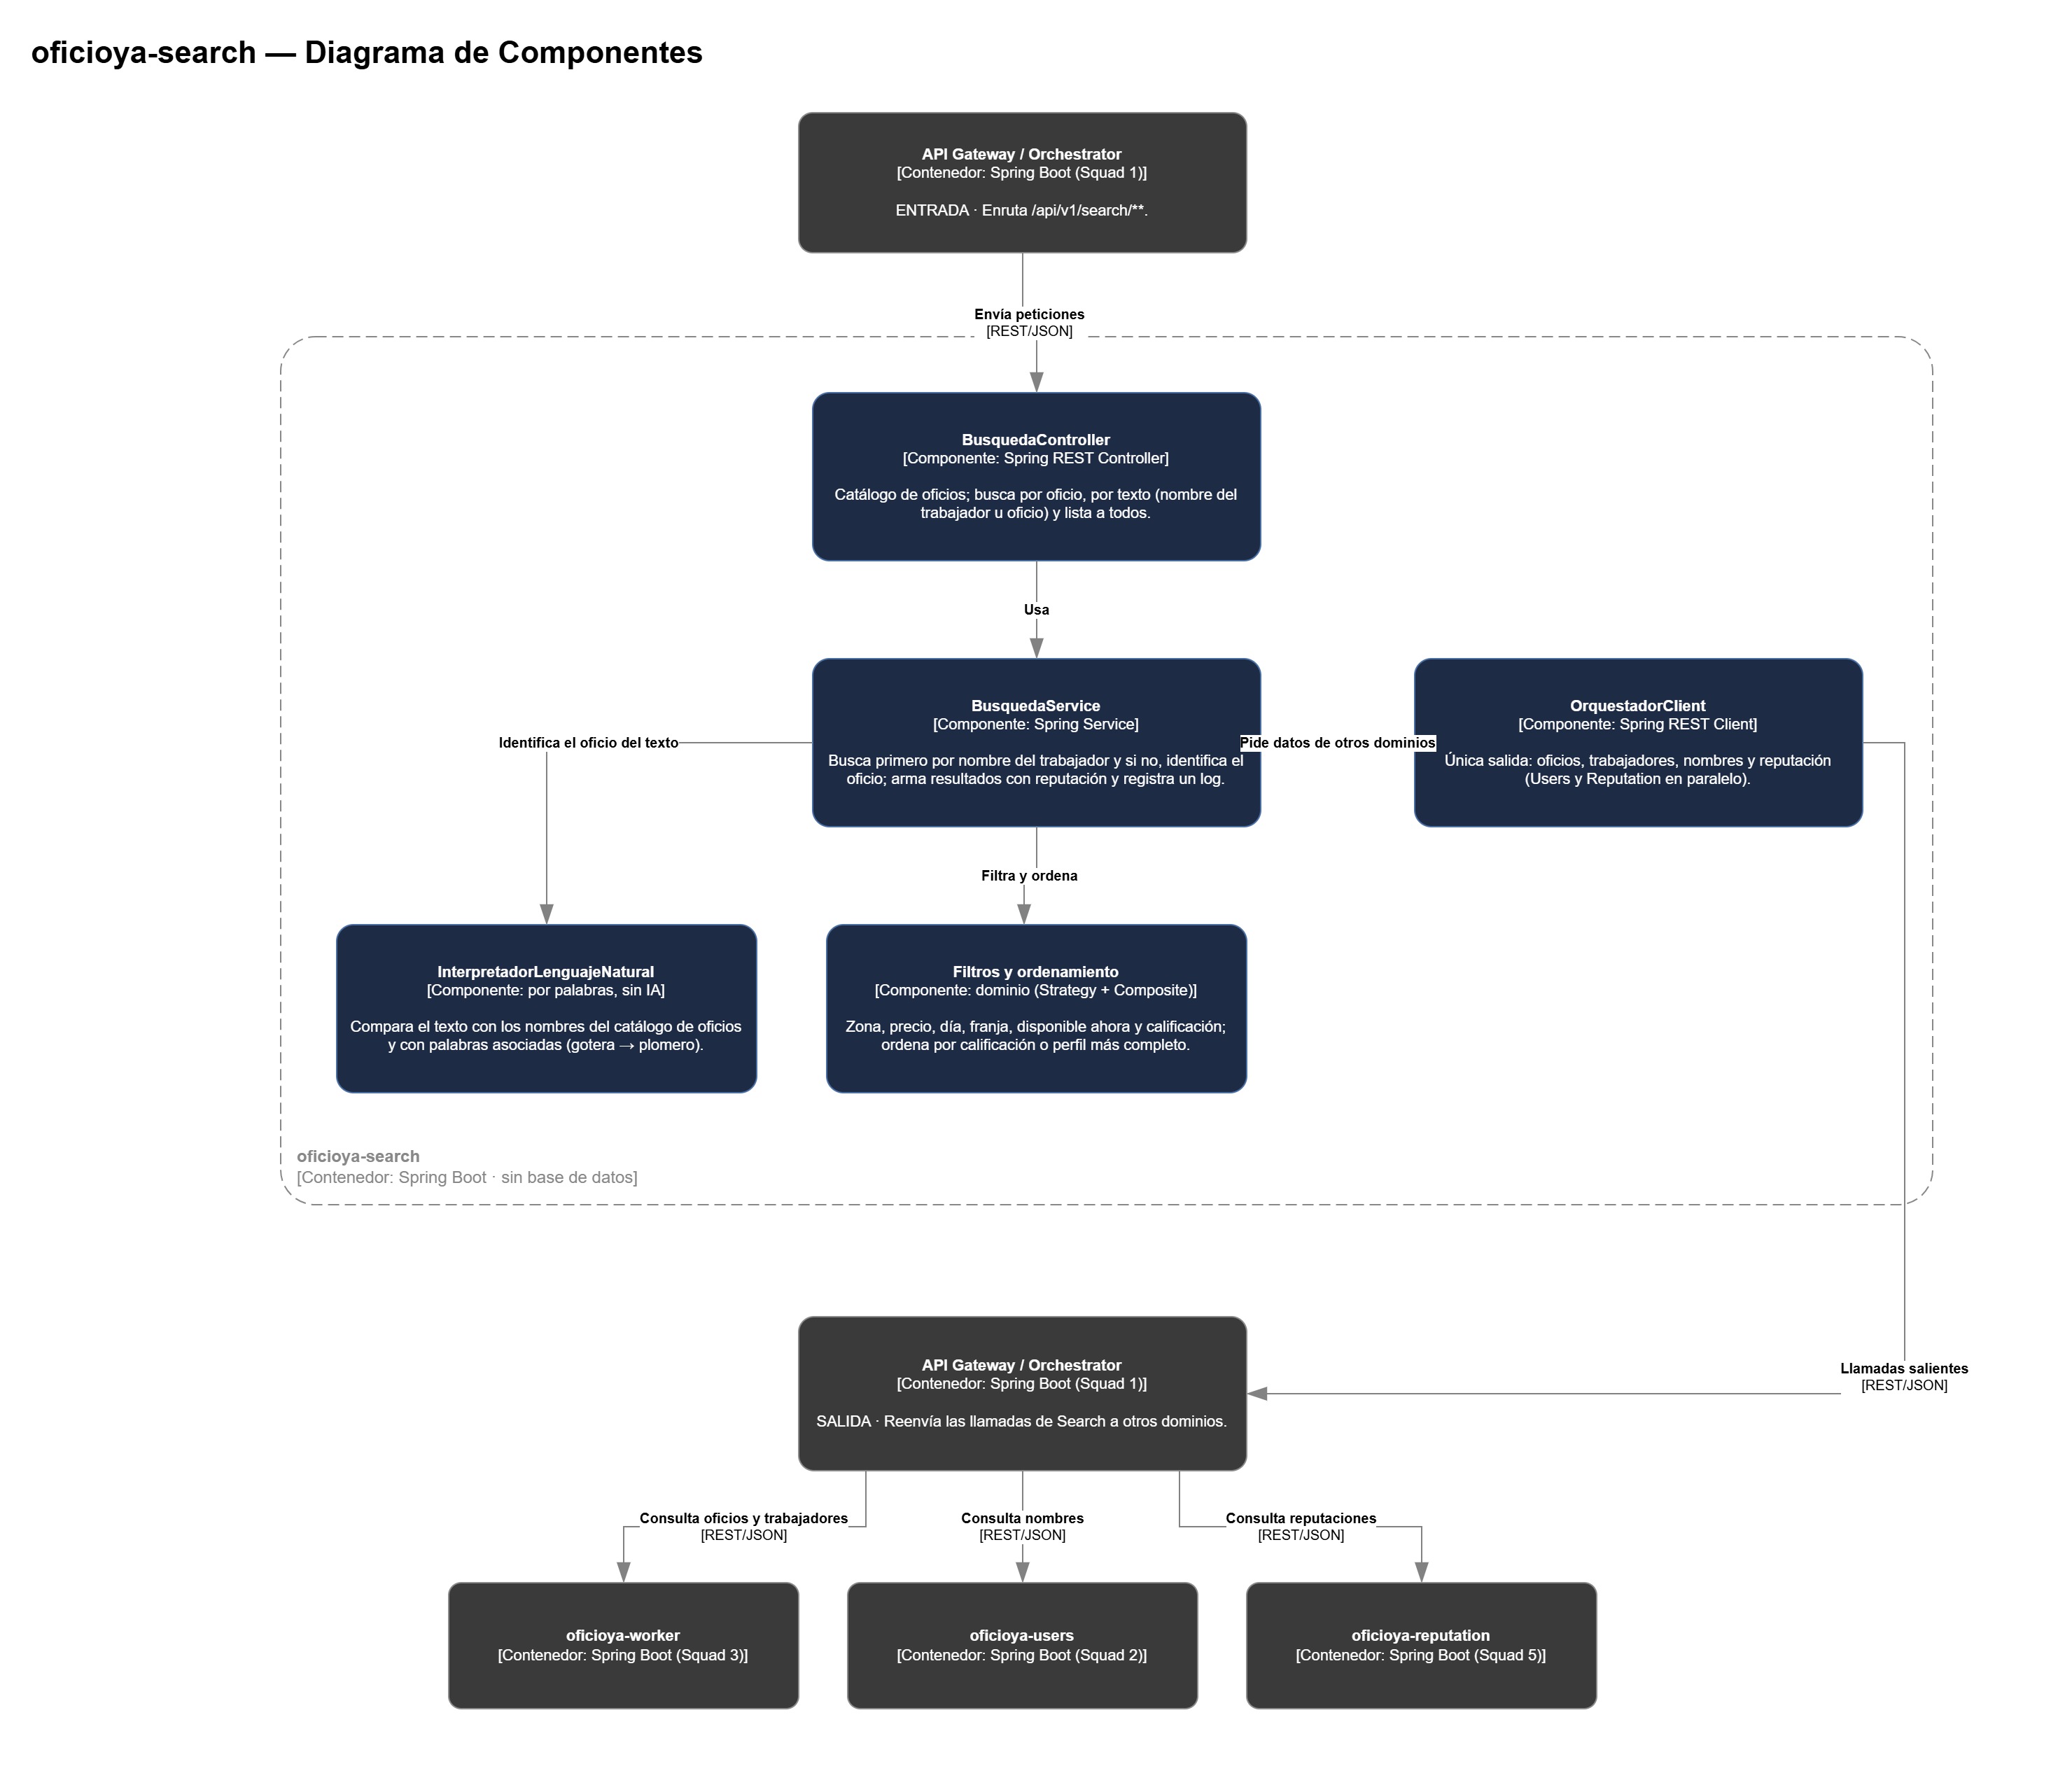 oficioya-search — Diagrama de Componentes
API Gateway / Orchestrator
[Contenedor: Spring Boot (Squad 1)]
ENTRADA · Enruta /api/v1/search/**.
Envía peticiones
[REST/JSON]
BusquedaController
[Componente: Spring REST Controller]
Catálogo de oficios; busca por oficio, por texto (nombre del
trabajador u oficio) y lista a todos.
Usa
BusquedaService
[Componente: Spring Service]
Busca primero por nombre del trabajador y si no, identifica el
oficio; arma resultados con reputación y registra un log.
Pide datos de otros dominios
OrquestadorClient
[Componente: Spring REST Client]
Única salida: oficios, trabajadores, nombres y reputación
(Users y Reputation en paralelo).
Identifica el oficio del texto
Filtra y ordena
InterpretadorLenguajeNatural
[Componente: por palabras, sin IA]
Compara el texto con los nombres del catálogo de oficios
y con palabras asociadas (gotera → plomero).
Filtros y ordenamiento
[Componente: dominio (Strategy + Composite)]
Zona, precio, día, franja, disponible ahora y calificación;
ordena por calificación o perfil más completo.
oficioya-search
[Contenedor: Spring Boot · sin base de datos]
API Gateway / Orchestrator
[Contenedor: Spring Boot (Squad 1)]
SALIDA · Reenvía las llamadas de Search a otros dominios.
Llamadas salientes
[REST/JSON]
Consulta oficios y trabajadores
[REST/JSON]
Consulta nombres
[REST/JSON]
Consulta reputaciones
[REST/JSON]
oficioya-worker
[Contenedor: Spring Boot (Squad 3)]
oficioya-users
[Contenedor: Spring Boot (Squad 2)]
oficioya-reputation
[Contenedor: Spring Boot (Squad 5)]